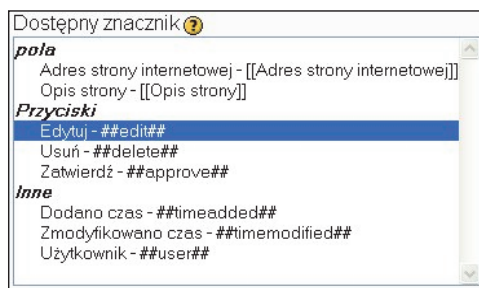 Dostępny znacznik
pola
Adres strony internetowej - [[Adres strony internetowej]]
Opis strony - [[Opis strony]]
Przyciski
Edytuj - ##edit##
Usuń - ##delete##
Zatwierdź - ##approve##
Inne
Dodano czas - ##timeadded##
Zmodyfikowano czas - ##timemodified##
Użytkownik - ##user##